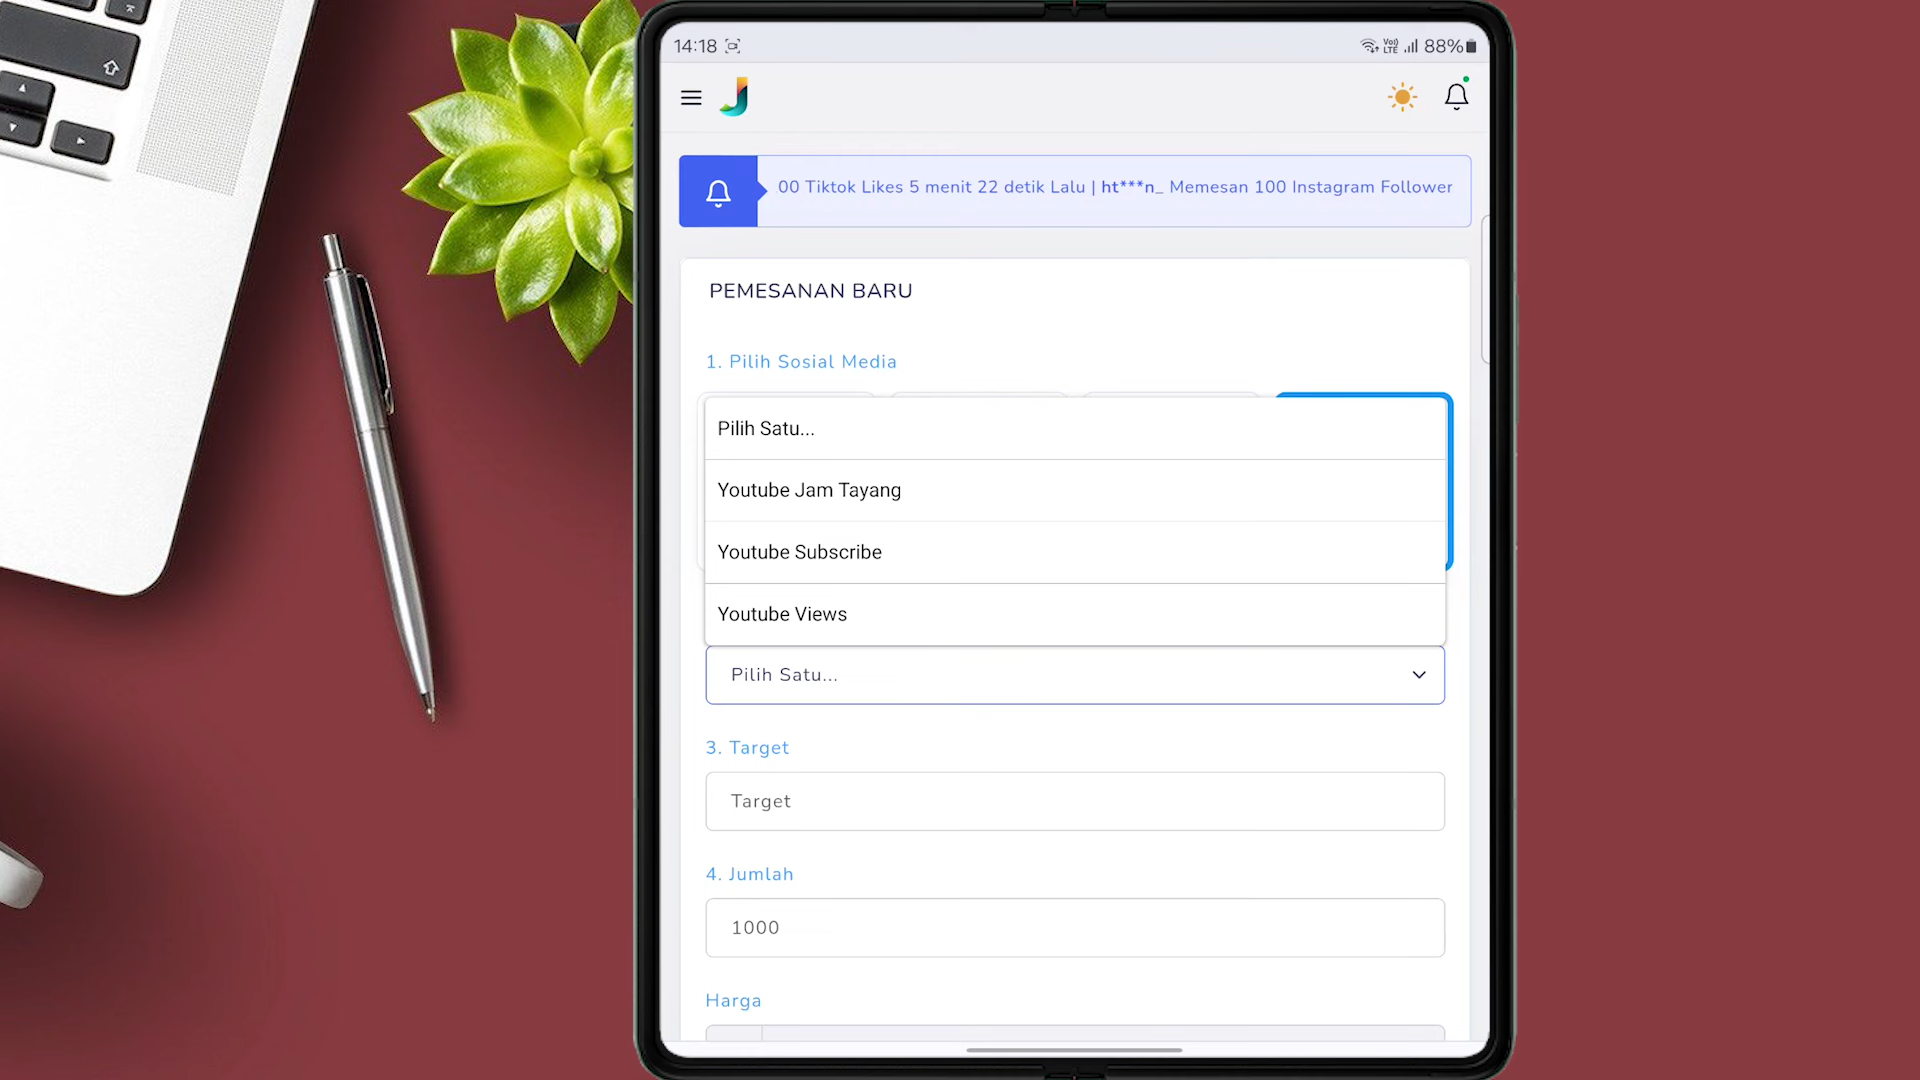 14:18
Vo))
LTE
88%
00 Tiktok Likes 5 menit 22 detik Lalu | ht***n_ Memesan 100 Instagram Follower
PEMESANAN BARU
1. Pilih Sosial Media
Pilih Satu...
Youtube Jam Tayang
Youtube Subscribe
Youtube Views
Pilih Satu...
3. Target
Target
4. Jumlah
1000
Harga